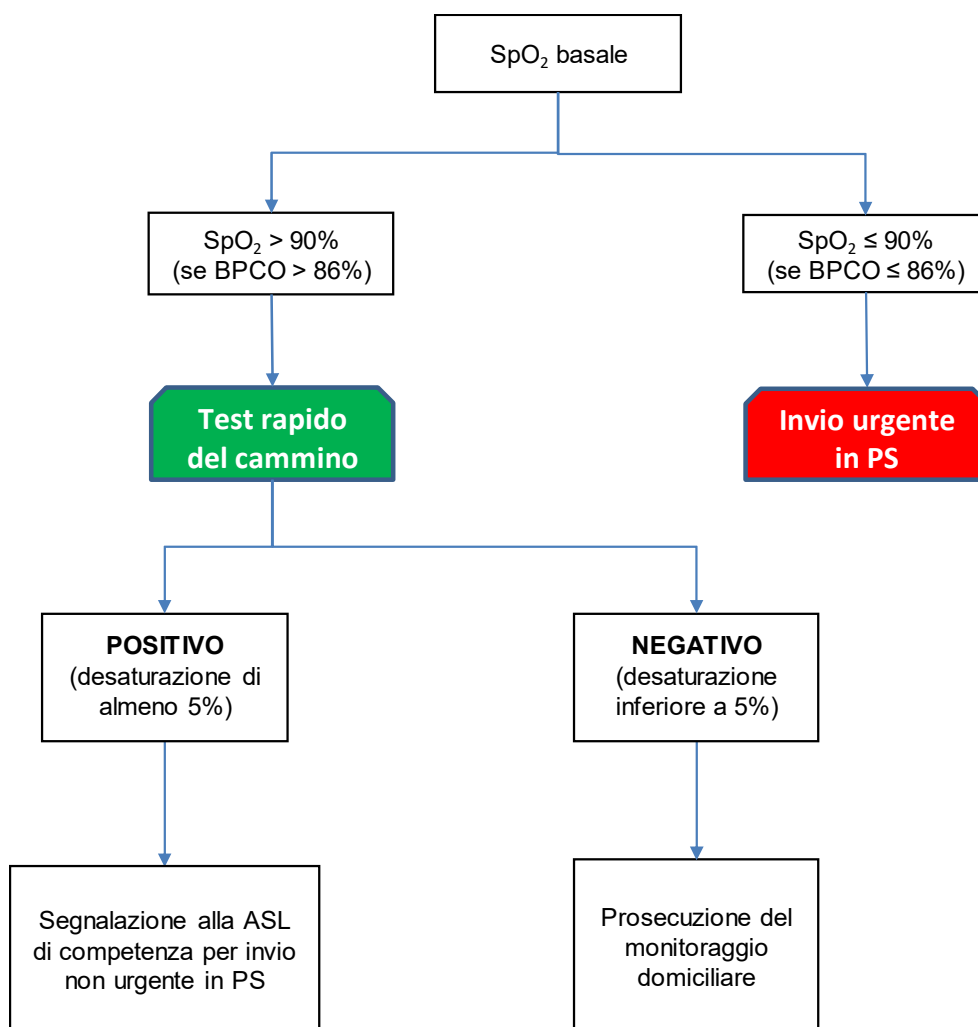 SpO₂ basale
SpO₂ > 90%
(se BPCO > 86%)
SpO₂ ≤ 90%
(se BPCO ≤ 86%)
Test rapido
del cammino
Invio urgente
in PS
POSITIVO
(desaturazione di
almeno 5%)
NEGATIVO
(desaturazione
inferiore a 5%)
Segnalazione alla ASL
di competenza per invio
non urgente in PS
Prosecuzione del
monitoraggio
domiciliare